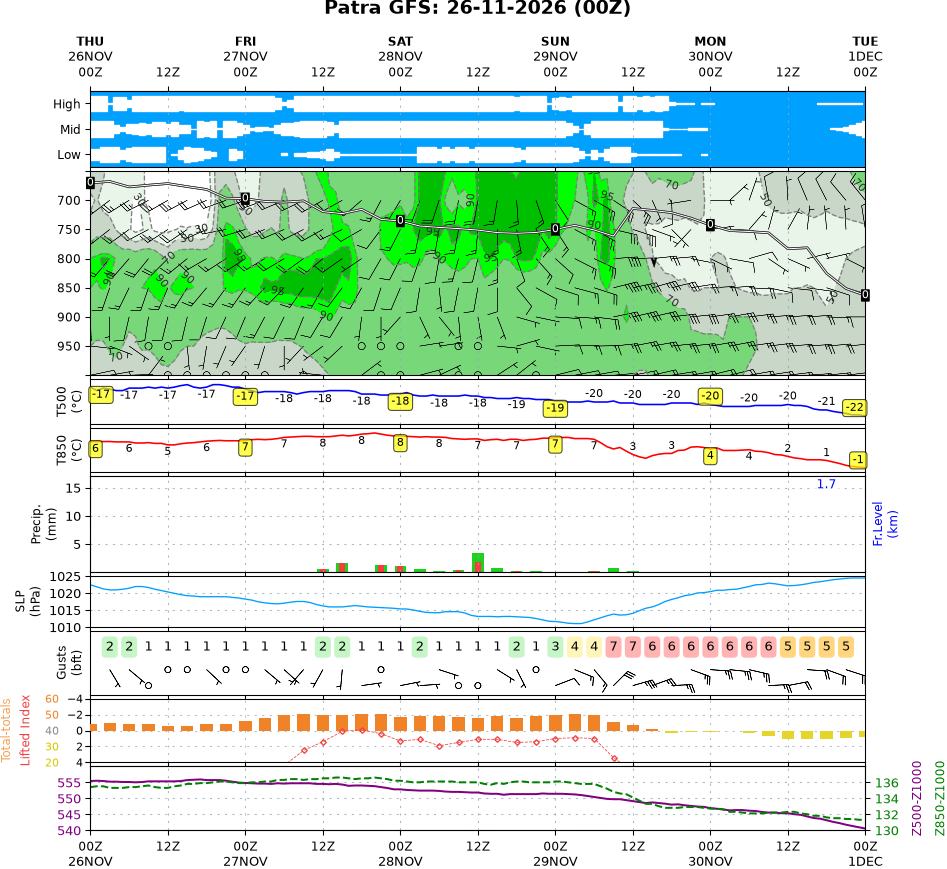 Patra GFS: 26-11-2026 (00Z)
THU FRI SAT SUN MON TUE
26NOV 27NOV 28NOV 29NOV 30NOV 1DEC
00Z 12Z 00Z 12Z 00Z 12Z 00Z 12Z 00Z 12Z 00Z
High
Mid
Low
700
750
800
850
900
950
0 0 0 0 0 0
T500 (°C)
-17 -17 -17 -17 -17 -18 -18 -18 -18 -18 -18 -19 -19 -20 -20 -20 -20 -20 -20 -21 -22
T850 (°C)
6 6 5 6 7 7 8 8 8 8 7 7 7 7 3 3 4 4 2 1 -1
Precip. (mm)
15
10
5
1.7
Fr.Level (km)
SLP (hPa)
1025
1020
1015
1010
Gusts (bft)
2 2 1 1 1 1 1 1 1 1 1 2 2 1 1 1 2 1 1 1 1 2 1 3 4 4 7 7 6 6 6 6 6 6 6 5 5 5 5
Total-totals
Lifted Index
60 -4
50 -2
40 0
30 2
20 4
555
550
545
540
136
134
132
130
Z500-Z1000
Z850-Z1000
00Z 12Z 00Z 12Z 00Z 12Z 00Z 12Z 00Z 12Z 00Z
26NOV 27NOV 28NOV 29NOV 30NOV 1DEC